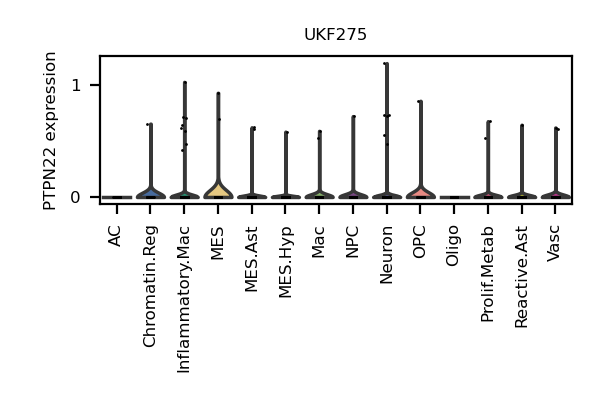 UKF275
PTPN22 expression
1
0
AC
Chromatin.Reg
Inflammatory.Mac
MES
MES.Ast
MES.Hyp
Mac
NPC
Neuron
OPC
Oligo
Prolif.Metab
Reactive.Ast
Vasc